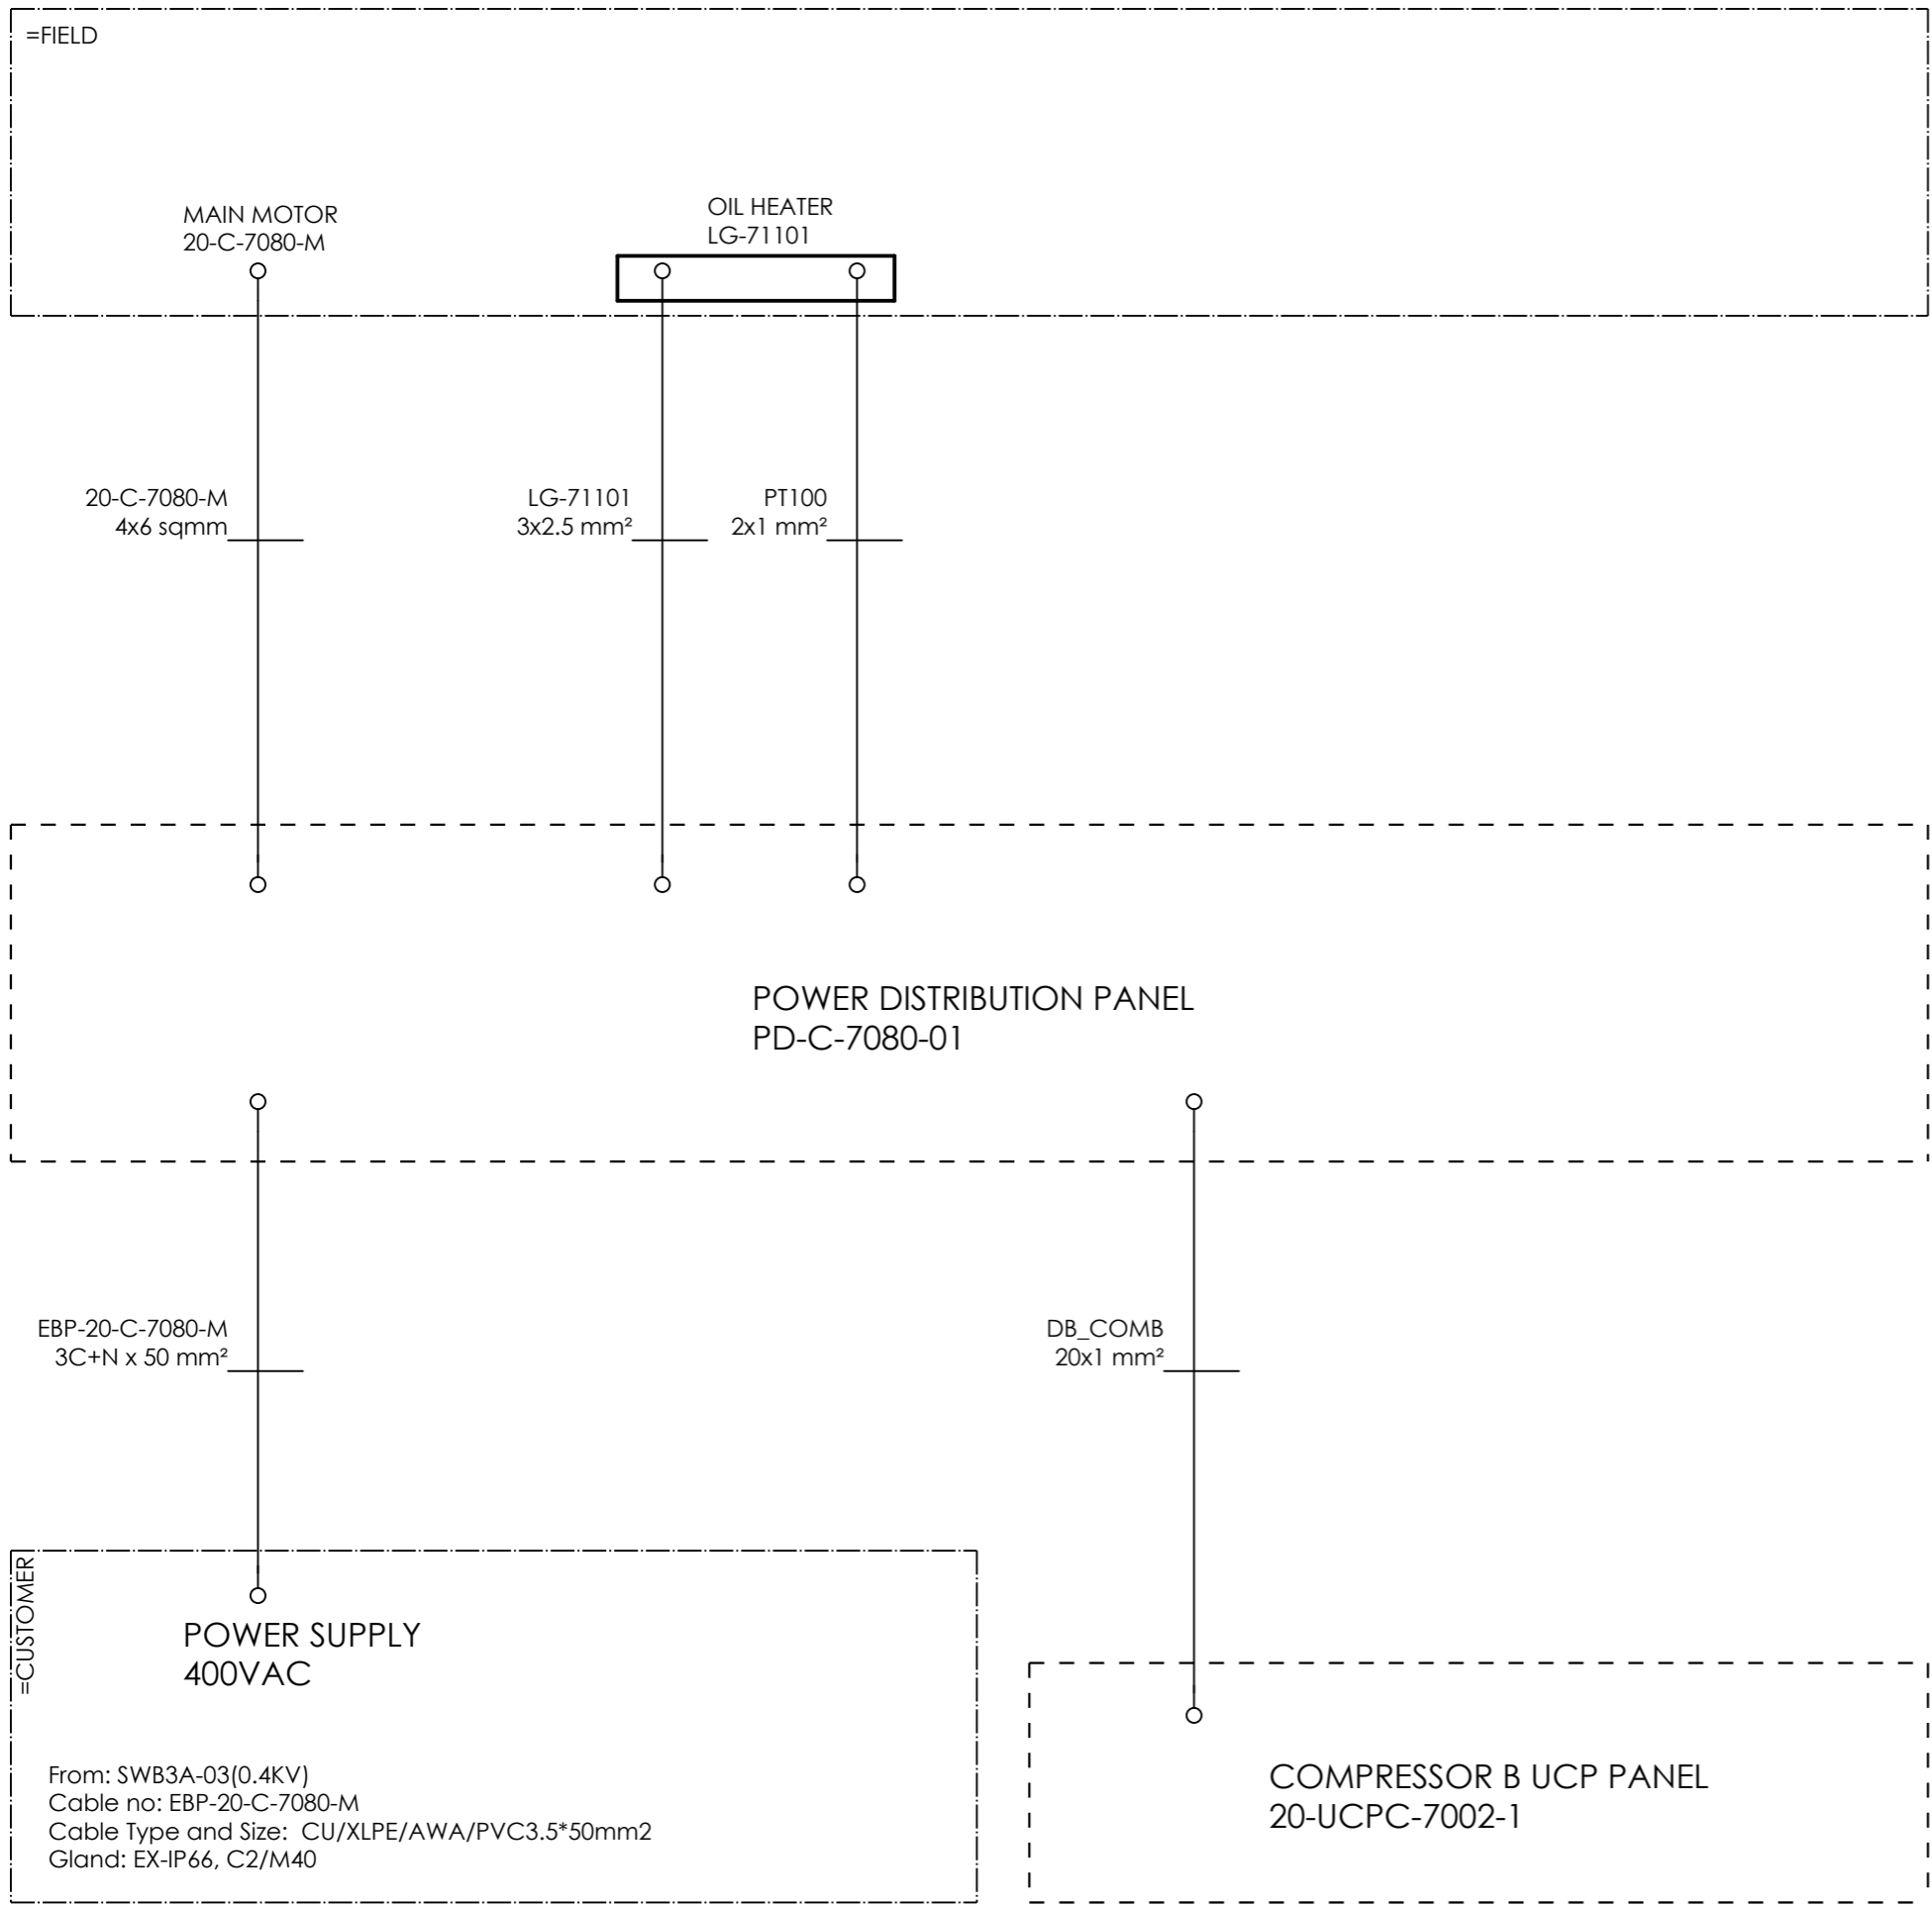 =FIELD
MAIN MOTOR
20-C-7080-M
OIL HEATER
LG-71101
20-C-7080-M
4x6 sqmm
LG-71101
3x2.5 mm²
PT100
2x1 mm²
POWER DISTRIBUTION PANEL
PD-C-7080-01
EBP-20-C-7080-M
3C+N x 50 mm²
DB_COMB
20x1 mm²
=CUSTOMER
POWER SUPPLY
400VAC
From: SWB3A-03(0.4KV)
Cable no: EBP-20-C-7080-M
Cable Type and Size:  CU/XLPE/AWA/PVC3.5*50mm2
Gland: EX-IP66, C2/M40
COMPRESSOR B UCP PANEL
20-UCPC-7002-1